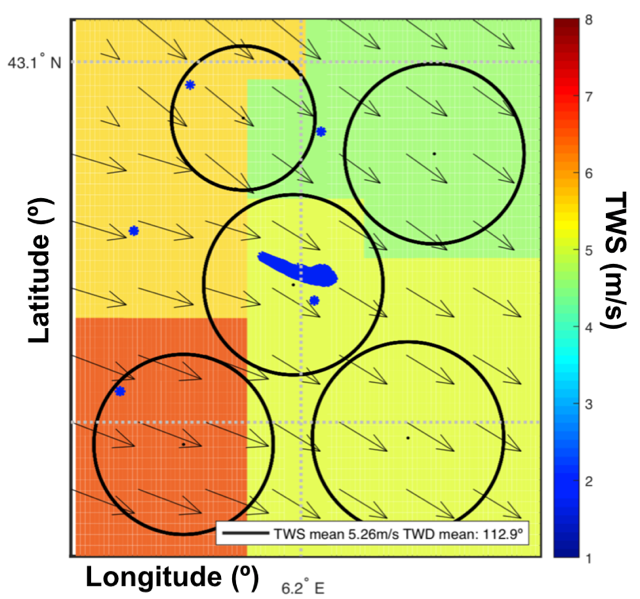 43.1° N
Latitude (º)
TWS mean 5.26m/s TWD mean: 112.9º
Longitude (º)
6.2° E
8
7
6
5
4
3
2
1
TWS (m/s)